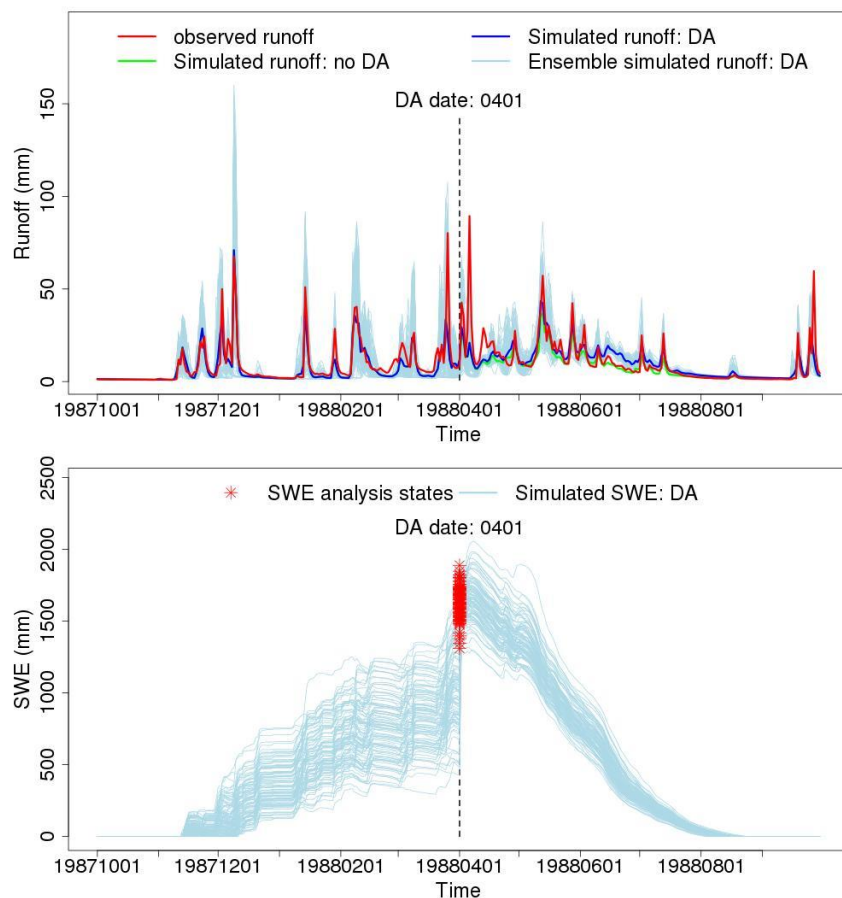 observed runoff Simulated runoff: DA
Simulated runoff: no DA Ensemble simulated runoff: DA
DA date: 0401
Runoff (mm)
150
100
50
0
19871001 19871201 19880201 19880401 19880601 19880801
Time
SWE analysis states Simulated SWE: DA
DA date: 0401
SWE (mm)
2500
2000
1500
1000
500
0
19871001 19871201 19880201 19880401 19880601 19880801
Time